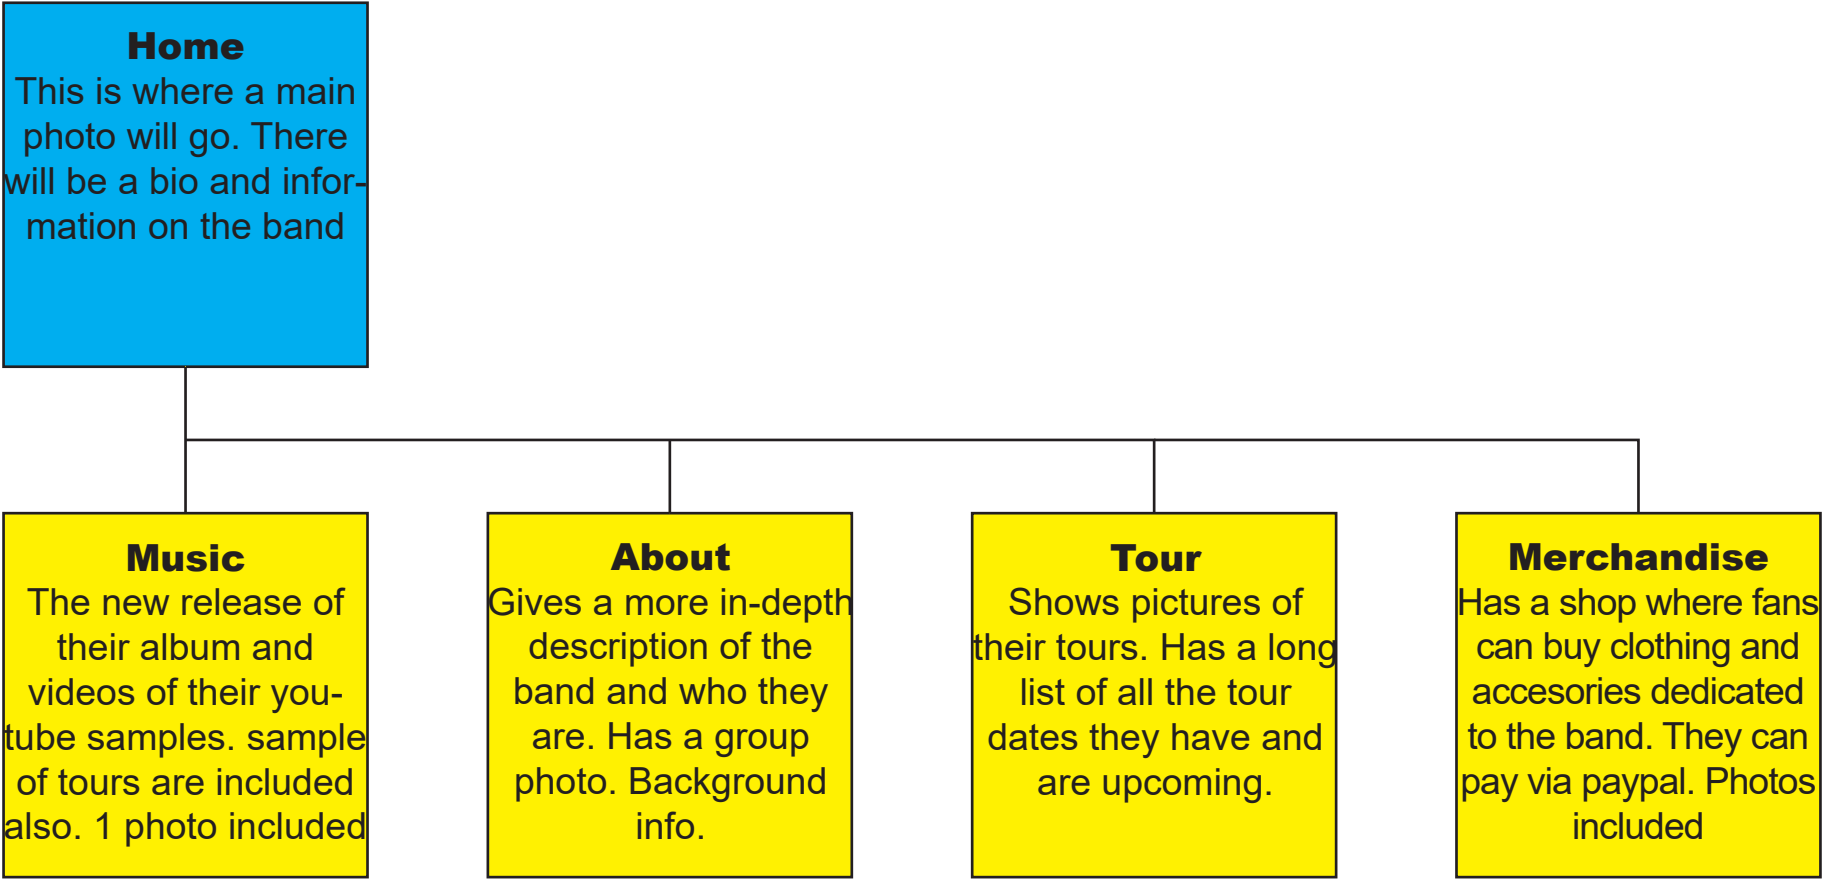 Home
This is where a main
photo will go. There
will be a bio and infor-
mation on the band
Music
The new release of
their album and
videos of their you-
tube samples. sample
of tours are included
also. 1 photo included
About
Gives a more in-depth
description of the
band and who they
are. Has a group
photo. Background
info.
Tour
Shows pictures of
their tours. Has a long
list of all the tour
dates they have and
are upcoming.
Merchandise
Has a shop where fans
can buy clothing and
accesories dedicated
to the band. They can
pay via paypal. Photos
included